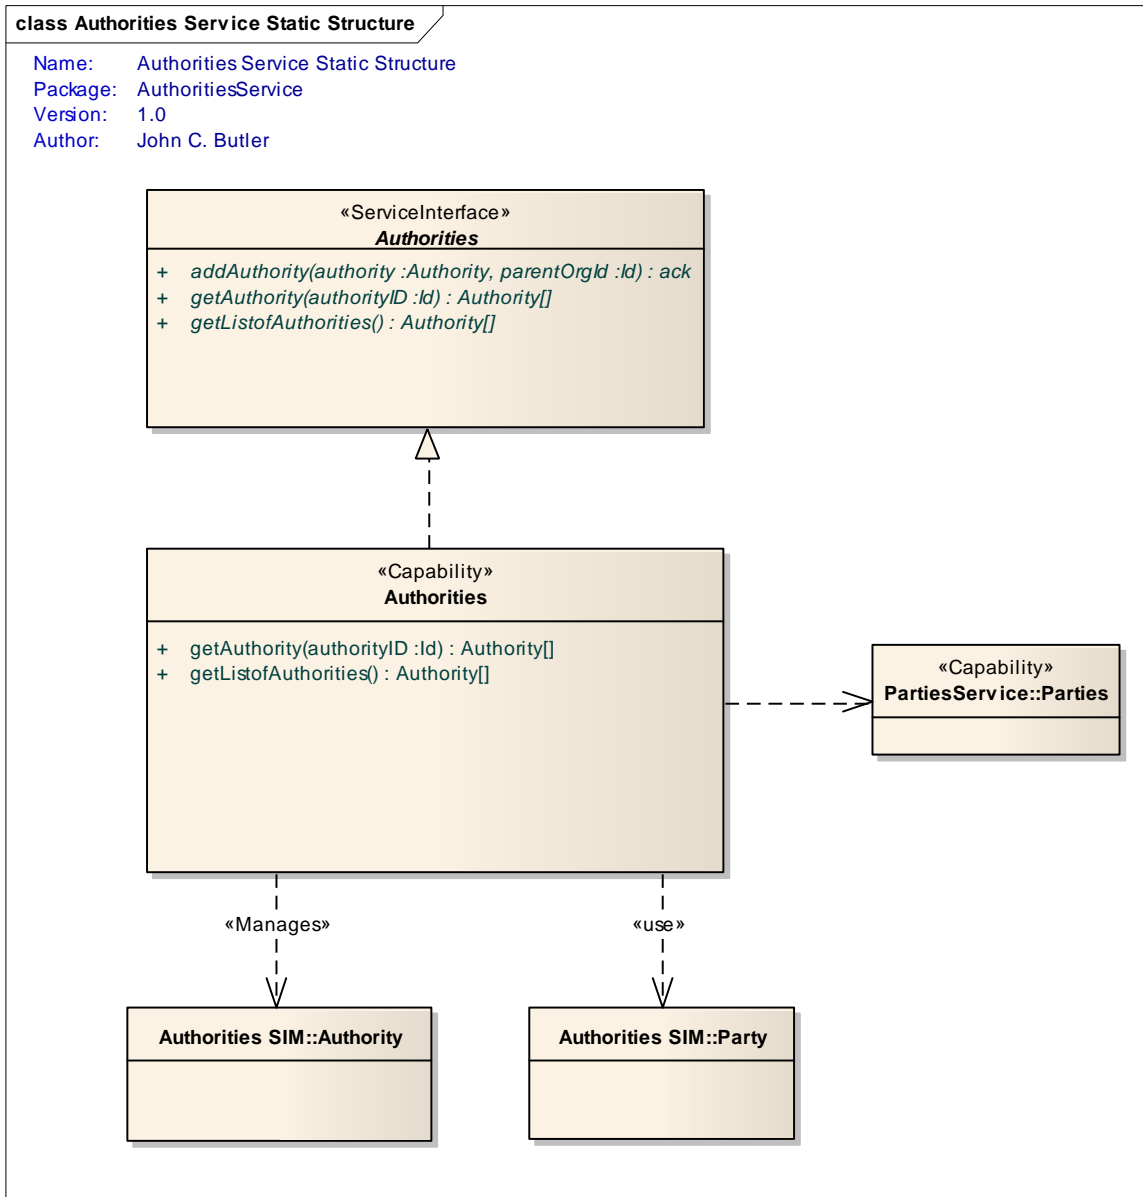 class Authorities Service Static Structure
Name: Authorities Service Static Structure
Package: AuthoritiesService
Version: 1.0
Author: John C. Butler
«ServiceInterface»
Authorities
+ addAuthority(authority :Authority, parentOrgId :Id) : ack
+ getAuthority(authorityID :Id) : Authority[]
+ getListofAuthorities() : Authority[]
«Capability»
Authorities
+ getAuthority(authorityID :Id) : Authority[]
+ getListofAuthorities() : Authority[]
«Capability»
PartiesService::Parties
«Manages»
«use»
Authorities SIM::Authority
Authorities SIM::Party